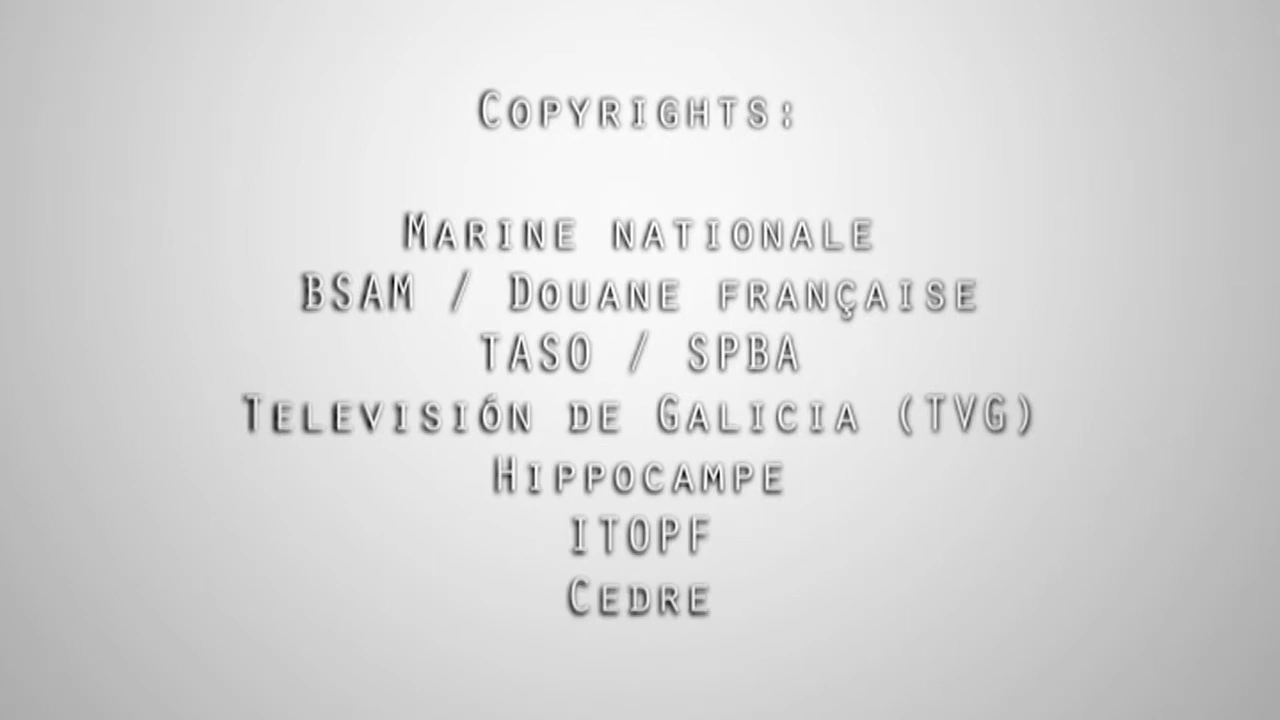 Copyrights:
Marine nationale
BSAM / Douane française
TASO / SPBA
Televisión de Galicia (TVG)
Hippocampe
ITOPF
Cedre